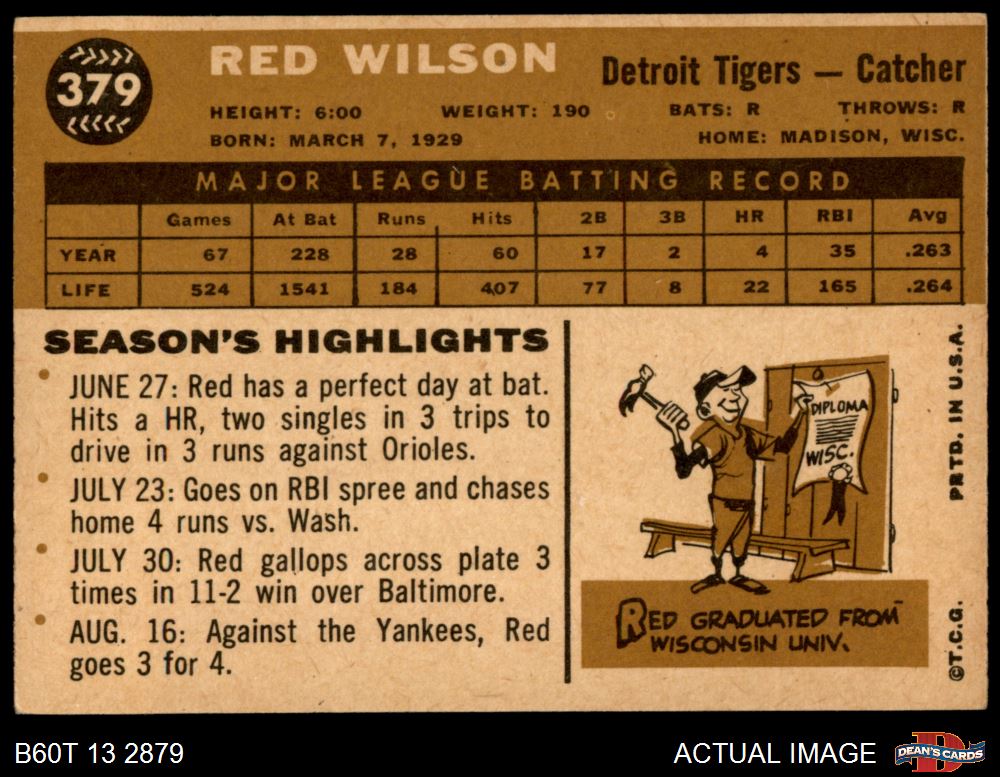 379
RED WILSON
Detroit Tigers — Catcher
HEIGHT: 6:00 WEIGHT: 190 BATS: R THROWS: R
BORN: MARCH 7, 1929 HOME: MADISON, WISC.
MAJOR LEAGUE BATTING RECORD
Games At Bat Runs Hits 2B 3B HR RBI Avg
YEAR 67 228 28 60 17 2 4 35 .263
LIFE 524 1541 184 407 77 8 22 165 .264
SEASON'S HIGHLIGHTS
JUNE 27: Red has a perfect day at bat.
Hits a HR, two singles in 3 trips to
drive in 3 runs against Orioles.
JULY 23: Goes on RBI spree and chases
home 4 runs vs. Wash.
JULY 30: Red gallops across plate 3
times in 11-2 win over Baltimore.
AUG. 16: Against the Yankees, Red
goes 3 for 4.
DIPLOMA
WISC.
RED GRADUATED FROM
WISCONSIN UNIV.
©T.C.G. PRTD. IN U.S.A.
B60T 13 2879
ACTUAL IMAGE
DEAN'S CARDS